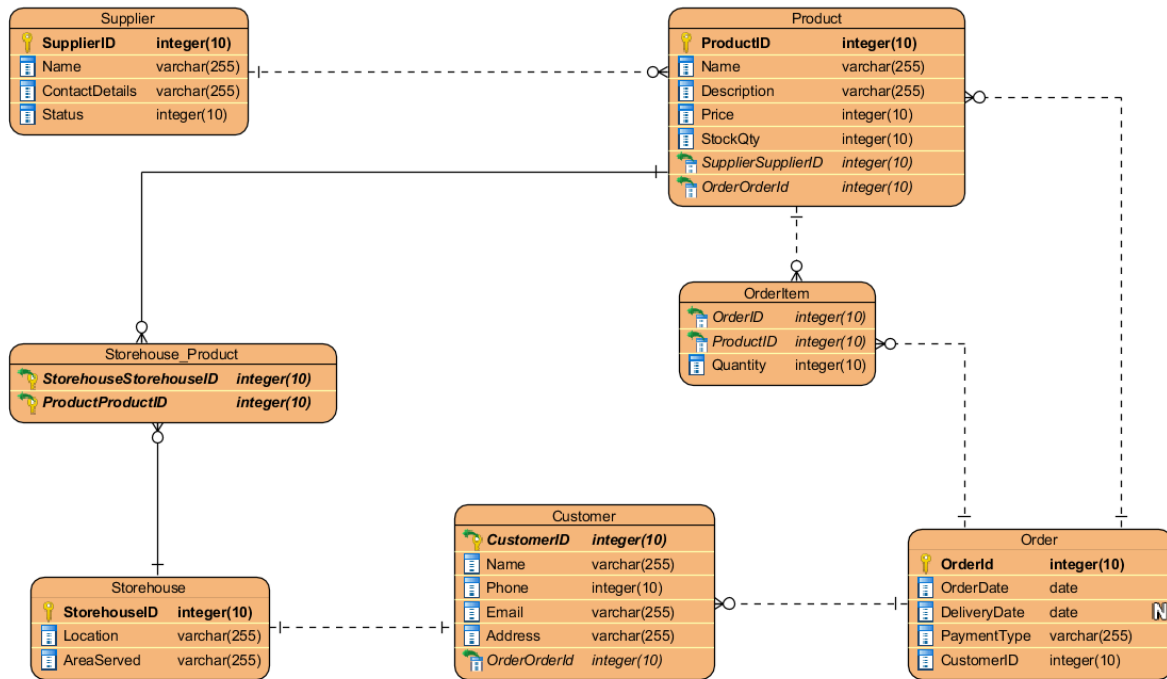 Supplier
SupplierID integer(10)
Name varchar(255)
ContactDetails varchar(255)
Status integer(10)
Product
ProductID integer(10)
Name varchar(255)
Description varchar(255)
Price integer(10)
StockQty integer(10)
SupplierSupplierID integer(10)
OrderOrderId integer(10)
OrderItem
OrderID integer(10)
ProductID integer(10)
Quantity integer(10)
Storehouse_Product
StorehouseStorehouseID integer(10)
ProductProductID integer(10)
Storehouse
StorehouseID integer(10)
Location varchar(255)
AreaServed varchar(255)
Customer
CustomerID integer(10)
Name varchar(255)
Phone integer(10)
Email varchar(255)
Address varchar(255)
OrderOrderId integer(10)
Order
OrderId integer(10)
OrderDate date
DeliveryDate date N
PaymentType varchar(255)
CustomerID integer(10)